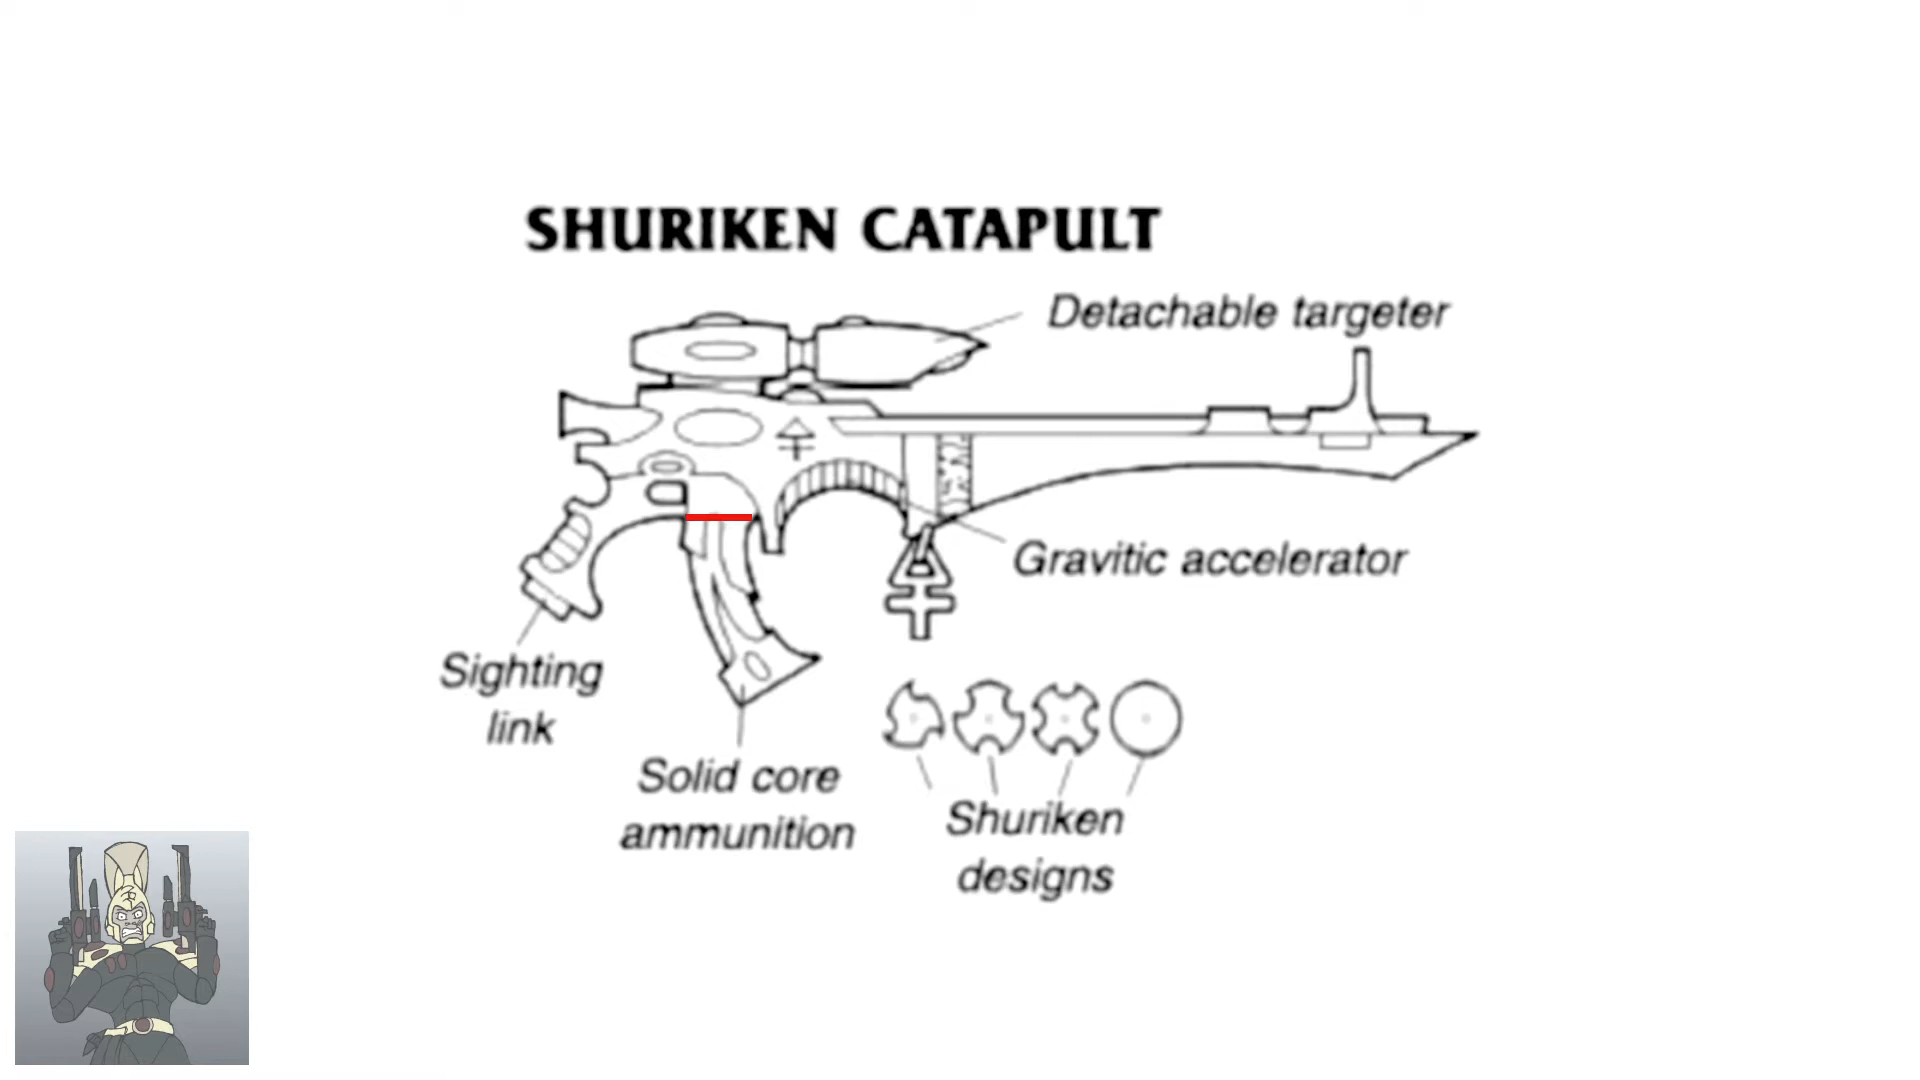 SHURIKEN CATAPULT
Detachable targeter
Gravitic accelerator
Sighting
link
Solid core
ammunition
Shuriken
designs